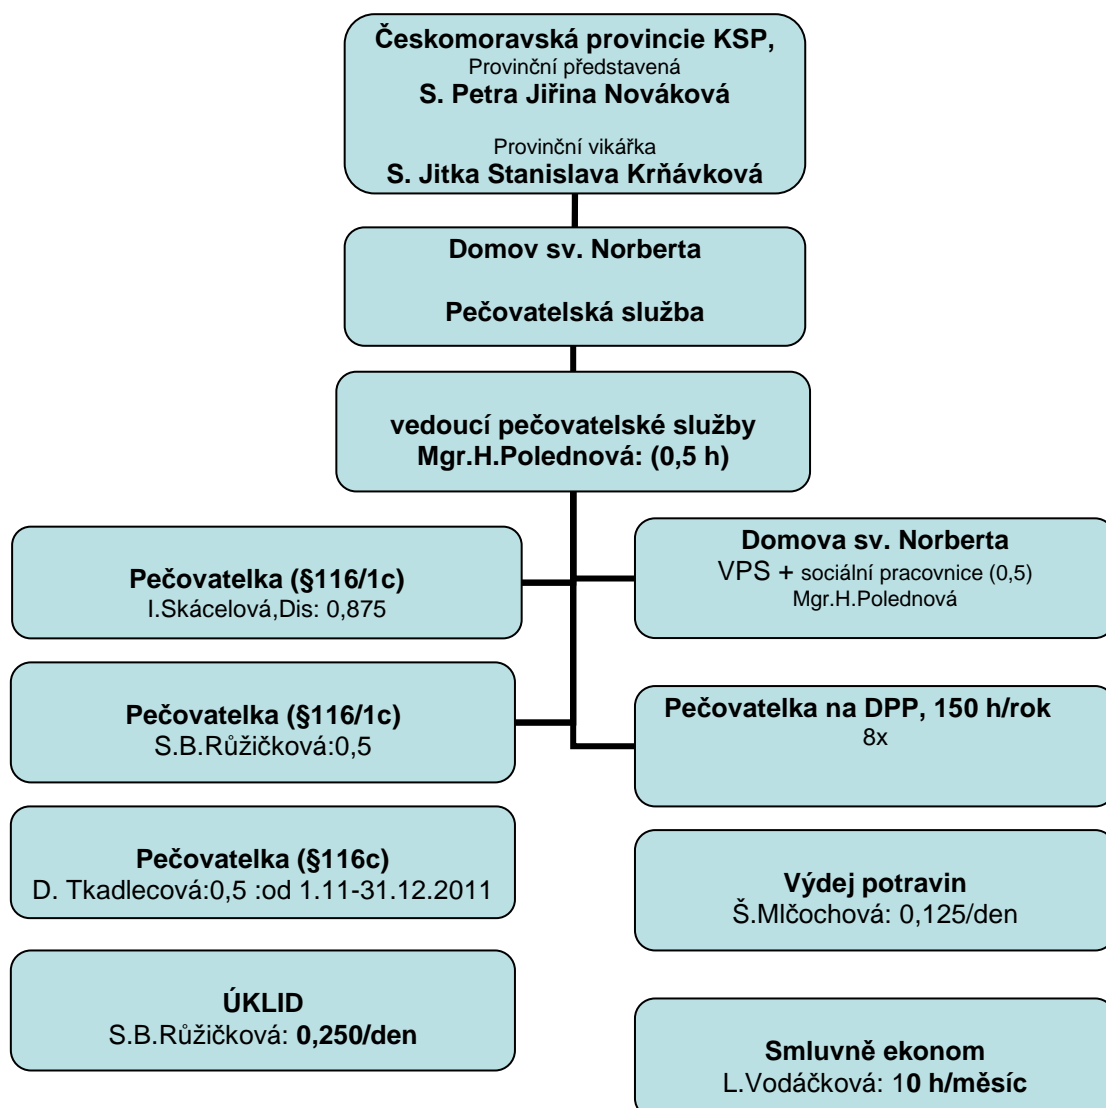 Českomoravská provincie KSP,
Provinční představená
S. Petra Jiřina Nováková
Provinční vikářka
S. Jitka Stanislava Krňávková
Domov sv. Norberta
Pečovatelská služba
vedoucí pečovatelské služby
Mgr.H.Polednová: (0,5 h)
Pečovatelka (§116/1c)
I.Skácelová,Dis: 0,875
Domova sv. Norberta
VPS + sociální pracovnice (0,5)
Mgr.H.Polednová
Pečovatelka (§116/1c)
S.B.Růžičková:0,5
Pečovatelka na DPP, 150 h/rok
8x
Pečovatelka (§116c)
D. Tkadlecová:0,5 :od 1.11-31.12.2011
Výdej potravin
Š.Mlčochová: 0,125/den
ÚKLID
S.B.Růžičková: 0,250/den
Smluvně ekonom
L.Vodáčková: 10 h/měsíc